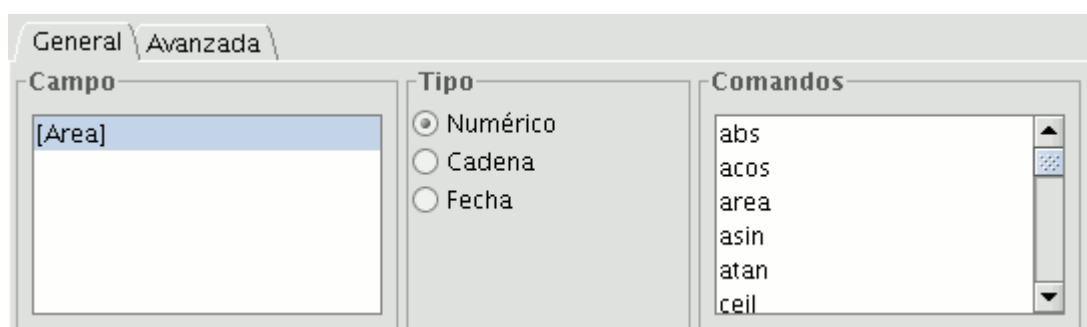 General Avanzada
Campo Tipo Comandos
[Area]
Numérico
Cadena
Fecha
abs
acos
area
asin
atan
ceil